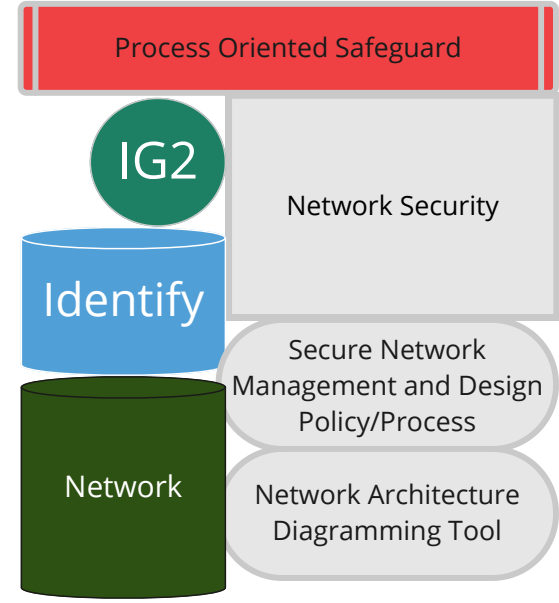 Process Oriented Safeguard
IG2
Network Security
Identify
Secure Network
Management and Design
Policy/Process
Network
Network Architecture
Diagramming Tool